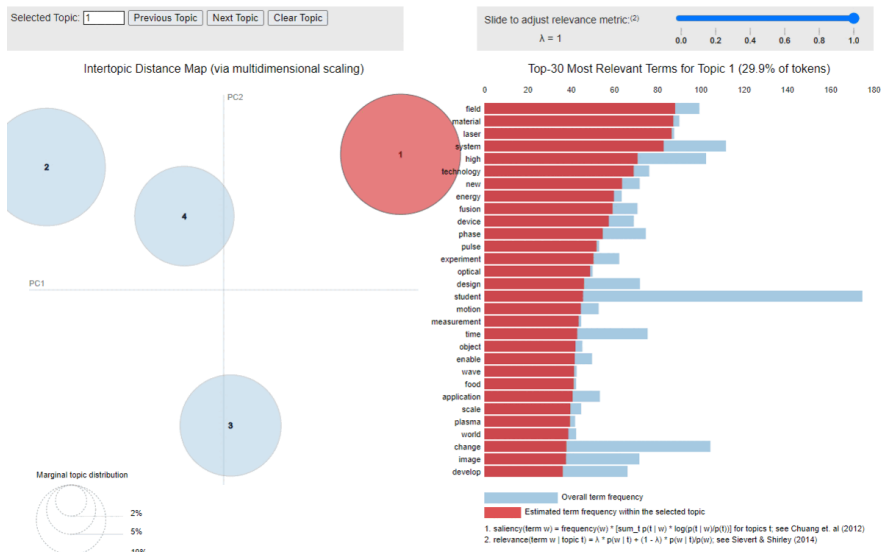 Selected Topic: 1 Previous Topic Next Topic Clear Topic
Slide to adjust relevance metric:(2)
λ = 1
0.0 0.2 0.4 0.6 0.8 1.0
Intertopic Distance Map (via multidimensional scaling)
PC2
PC1
1
2
4
3
Marginal topic distribution
2%
5%
10%
Top-30 Most Relevant Terms for Topic 1 (29.9% of tokens)
0 20 40 60 80 100 120 140 160 180
field
material
laser
system
high
technology
new
energy
fusion
device
phase
pulse
experiment
optical
design
student
motion
measurement
time
object
enable
wave
food
application
scale
plasma
world
change
image
develop
Overall term frequency
Estimated term frequency within the selected topic
1. saliency(term w) = frequency(w) * [sum_t p(t | w) * log(p(t | w)/p(t))] for topics t; see Chuang et. al (2012)
2. relevance(term w | topic t) = λ * p(w | t) + (1 - λ) * p(w | t)/p(w); see Sievert & Shirley (2014)